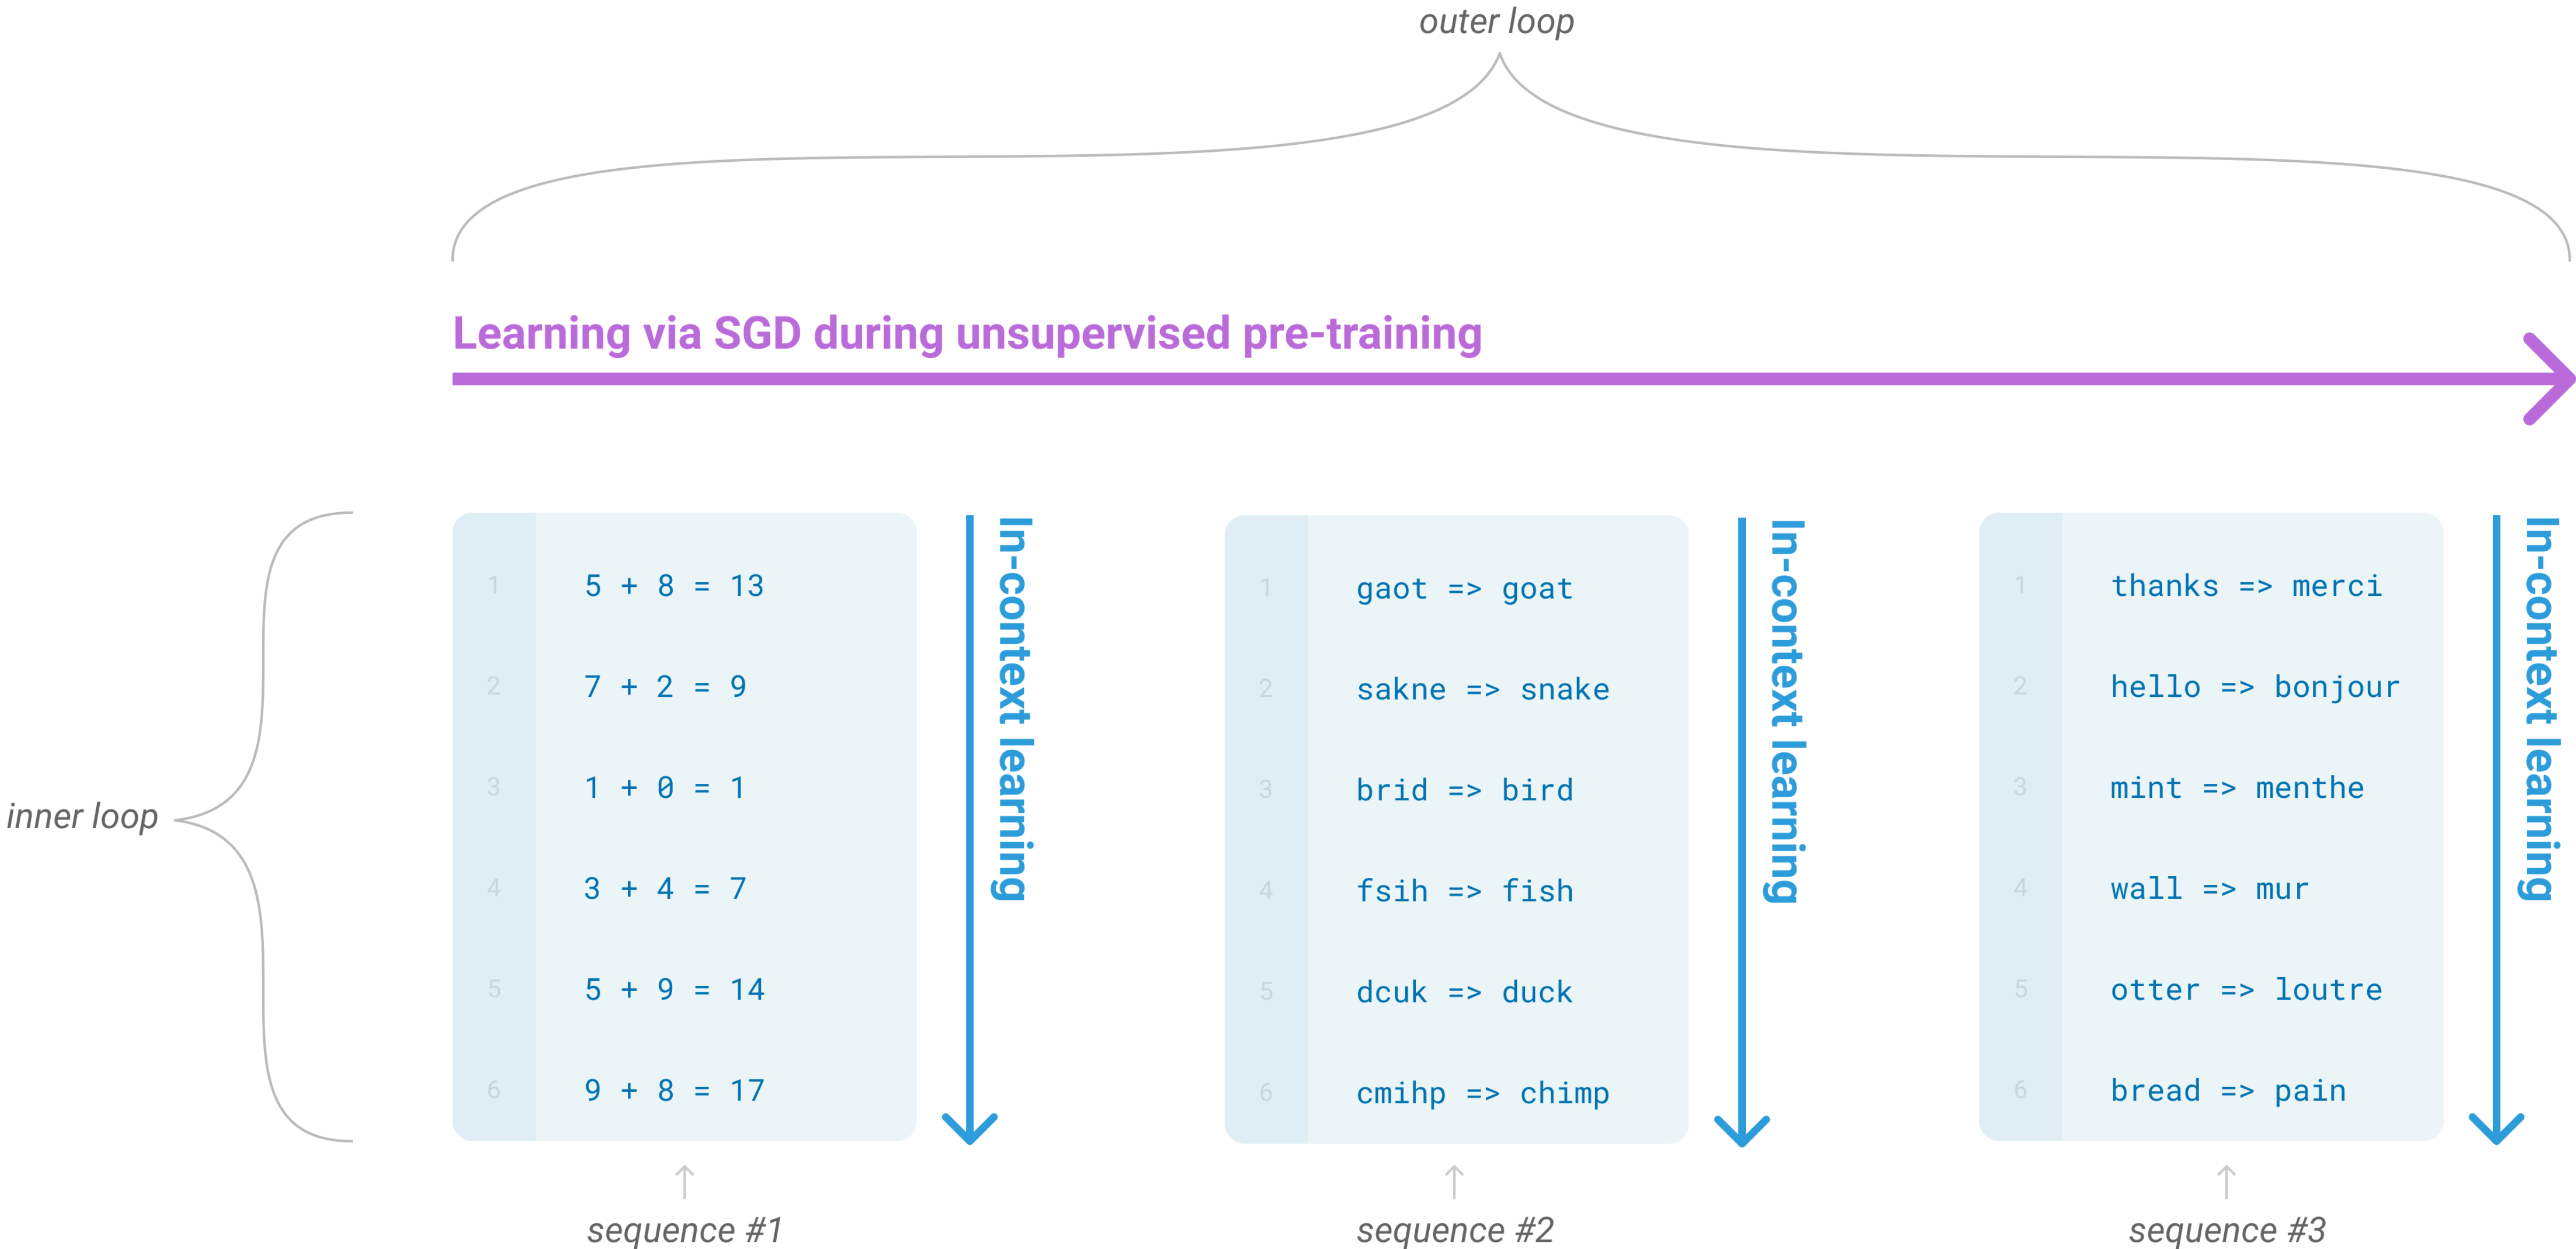 outer loop
Learning via SGD during unsupervised pre-training
inner loop
1 5 + 8 = 13
2 7 + 2 = 9
3 1 + 0 = 1
4 3 + 4 = 7
5 5 + 9 = 14
6 9 + 8 = 17
In-context learning
sequence #1
1 gaot => goat
2 sakne => snake
3 brid => bird
4 fsih => fish
5 dcuk => duck
6 cmihp => chimp
In-context learning
sequence #2
1 thanks => merci
2 hello => bonjour
3 mint => menthe
4 wall => mur
5 otter => loutre
6 bread => pain
In-context learning
sequence #3